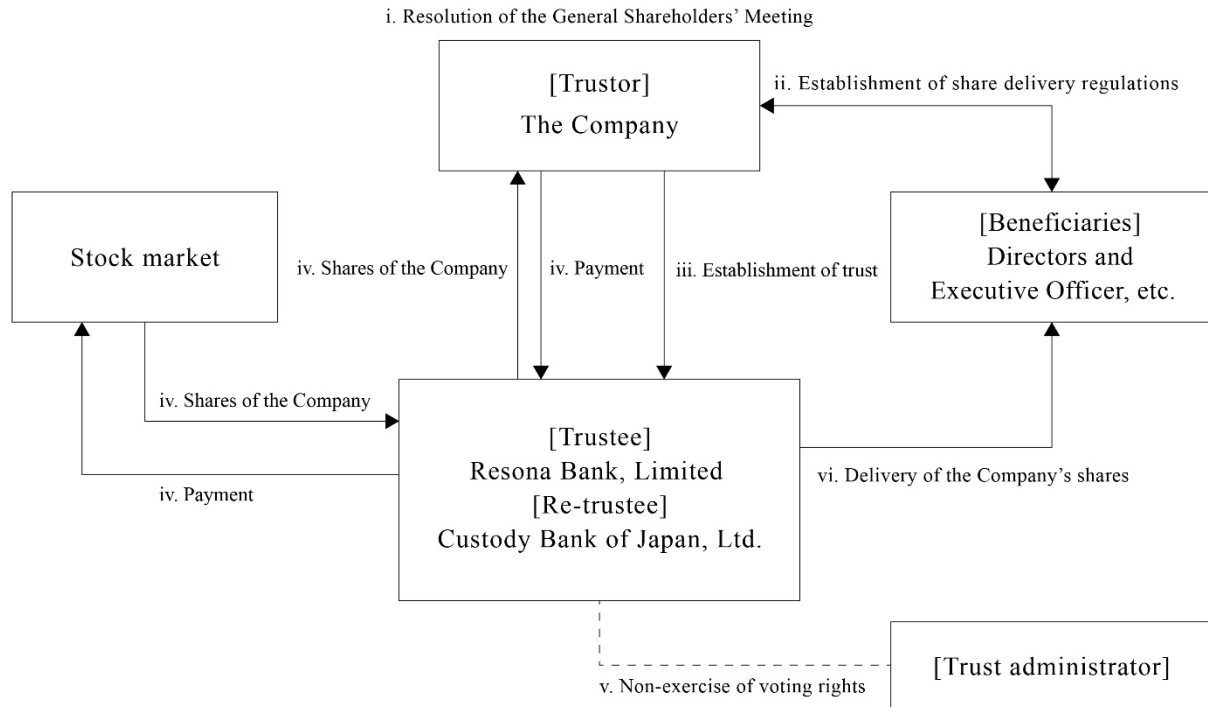 i. Resolution of the General Shareholders’ Meeting
[Trustor]
The Company
ii. Establishment of share delivery regulations
Stock market
iv. Shares of the Company
iv. Payment
iii. Establishment of trust
[Beneficiaries]
Directors and
Executive Officer, etc.
iv. Shares of the Company
iv. Payment
[Trustee]
Resona Bank, Limited
[Re-trustee]
Custody Bank of Japan, Ltd.
vi. Delivery of the Company’s shares
v. Non-exercise of voting rights
[Trust administrator]